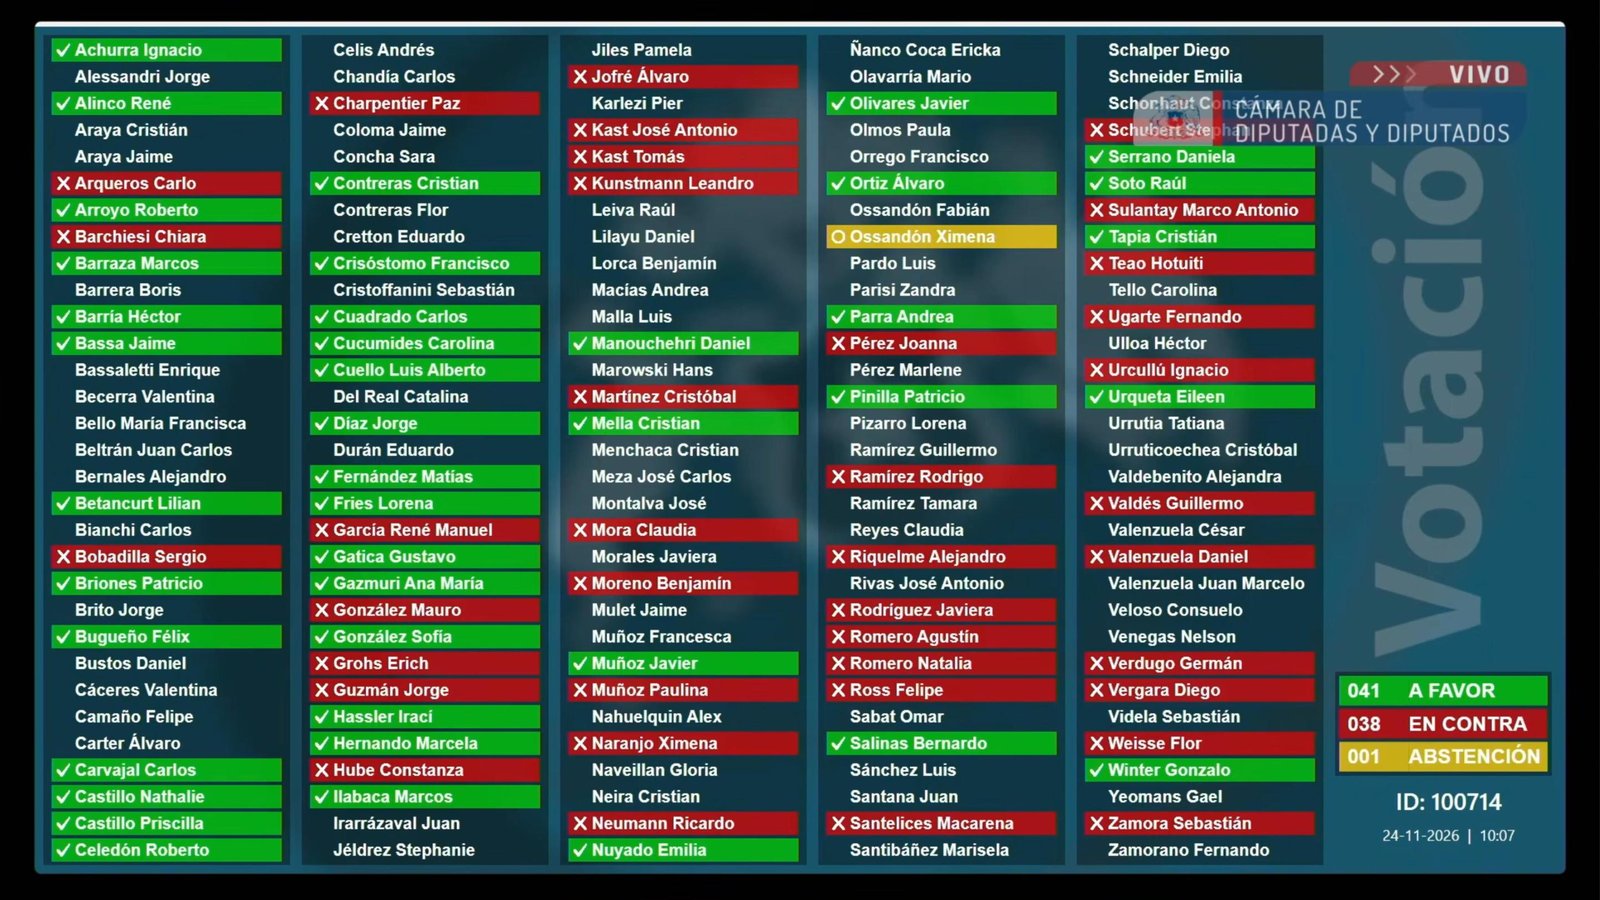 ✓ Achurra Ignacio
Alessandri Jorge
✓ Alinco René
Araya Cristián
Araya Jaime
X Arqueros Carlo
✓ Arroyo Roberto
X Barchiesi Chiara
✓ Barraza Marcos
Barrera Boris
✓ Barría Héctor
✓ Bassa Jaime
Bassaletti Enrique
Becerra Valentina
Bello María Francisca
Beltrán Juan Carlos
Bernales Alejandro
✓ Betancurt Lilian
Bianchi Carlos
X Bobadilla Sergio
✓ Briones Patricio
Brito Jorge
✓ Bugueño Félix
Bustos Daniel
Cáceres Valentina
Camaño Felipe
Carter Álvaro
✓ Carvajal Carlos
✓ Castillo Nathalie
✓ Castillo Priscilla
✓ Celedón Roberto
Celis Andrés
Chandía Carlos
X Charpentier Paz
Coloma Jaime
Concha Sara
✓ Contreras Cristian
Contreras Flor
Cretton Eduardo
✓ Crisóstomo Francisco
Cristoffanini Sebastián
✓ Cuadrado Carlos
✓ Cucumides Carolina
✓ Cuello Luis Alberto
Del Real Catalina
✓ Díaz Jorge
Durán Eduardo
✓ Fernández Matías
✓ Fries Lorena
X García René Manuel
✓ Gatica Gustavo
✓ Gazmuri Ana María
X González Mauro
✓ González Sofía
X Grohs Erich
X Guzmán Jorge
✓ Hassler Irací
✓ Hernando Marcela
X Hube Constanza
✓ Ilabaca Marcos
Irarrázaval Juan
Jéldrez Stephanie
Jiles Pamela
X Jofré Álvaro
Karlezi Pier
X Kast José Antonio
X Kast Tomás
X Kunstmann Leandro
Leiva Raúl
Lilayu Daniel
Lorca Benjamín
Macías Andrea
Malla Luis
✓ Manouchehri Daniel
Marowski Hans
X Martínez Cristóbal
✓ Mella Cristian
Menchaca Cristian
Meza José Carlos
Montalva José
X Mora Claudia
Morales Javiera
X Moreno Benjamín
Mulet Jaime
Muñoz Francesca
✓ Muñoz Javier
X Muñoz Paulina
Nahuelquin Alex
X Naranjo Ximena
Naveillan Gloria
Neira Cristian
X Neumann Ricardo
✓ Nuyado Emilia
Ñanco Coca Ericka
Olavarría Mario
✓ Olivares Javier
Olmos Paula
Orrego Francisco
✓ Ortiz Álvaro
Ossandón Fabián
O Ossandón Ximena
Pardo Luis
Parisi Zandra
✓ Parra Andrea
X Pérez Joanna
Pérez Marlene
✓ Pinilla Patricio
Pizarro Lorena
Ramírez Guillermo
X Ramírez Rodrigo
Ramírez Tamara
Reyes Claudia
X Riquelme Alejandro
Rivas José Antonio
X Rodríguez Javiera
X Romero Agustín
X Romero Natalia
X Ross Felipe
Sabat Omar
✓ Salinas Bernardo
Sánchez Luis
Santana Juan
X Santelices Macarena
Santibáñez Marisela
Schalper Diego
Schneider Emilia
Schonhaut Constanza
X Schubert Stephan
✓ Serrano Daniela
✓ Soto Raúl
X Sulantay Marco Antonio
✓ Tapia Cristián
X Teao Hotuiti
Tello Carolina
X Ugarte Fernando
Ulloa Héctor
X Urcullú Ignacio
✓ Urqueta Eileen
Urrutia Tatiana
Urruticoechea Cristóbal
Valdebenito Alejandra
X Valdés Guillermo
Valenzuela César
X Valenzuela Daniel
Valenzuela Juan Marcelo
Veloso Consuelo
Venegas Nelson
X Verdugo Germán
X Vergara Diego
Videla Sebastián
X Weisse Flor
✓ Winter Gonzalo
Yeomans Gael
X Zamora Sebastián
Zamorano Fernando
>>> VIVO
CÁMARA DE
DIPUTADAS Y DIPUTADOS
Votación
041 A FAVOR
038 EN CONTRA
001 ABSTENCIÓN
ID: 100714
24-11-2026 | 10:07